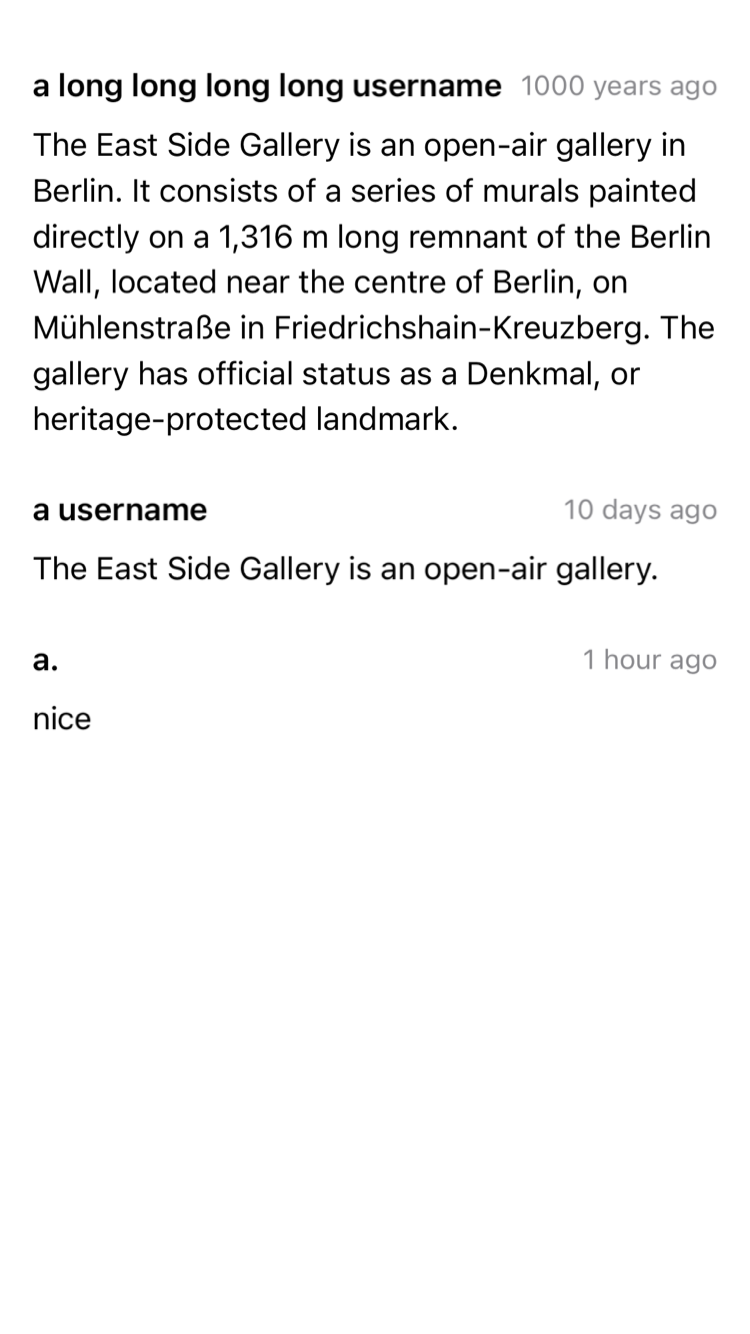 a long long long long username 1000 years ago
The East Side Gallery is an open-air gallery in
Berlin. It consists of a series of murals painted
directly on a 1,316 m long remnant of the Berlin
Wall, located near the centre of Berlin, on
Mühlenstraße in Friedrichshain-Kreuzberg. The
gallery has official status as a Denkmal, or
heritage-protected landmark.
a username 10 days ago
The East Side Gallery is an open-air gallery.
a. 1 hour ago
nice